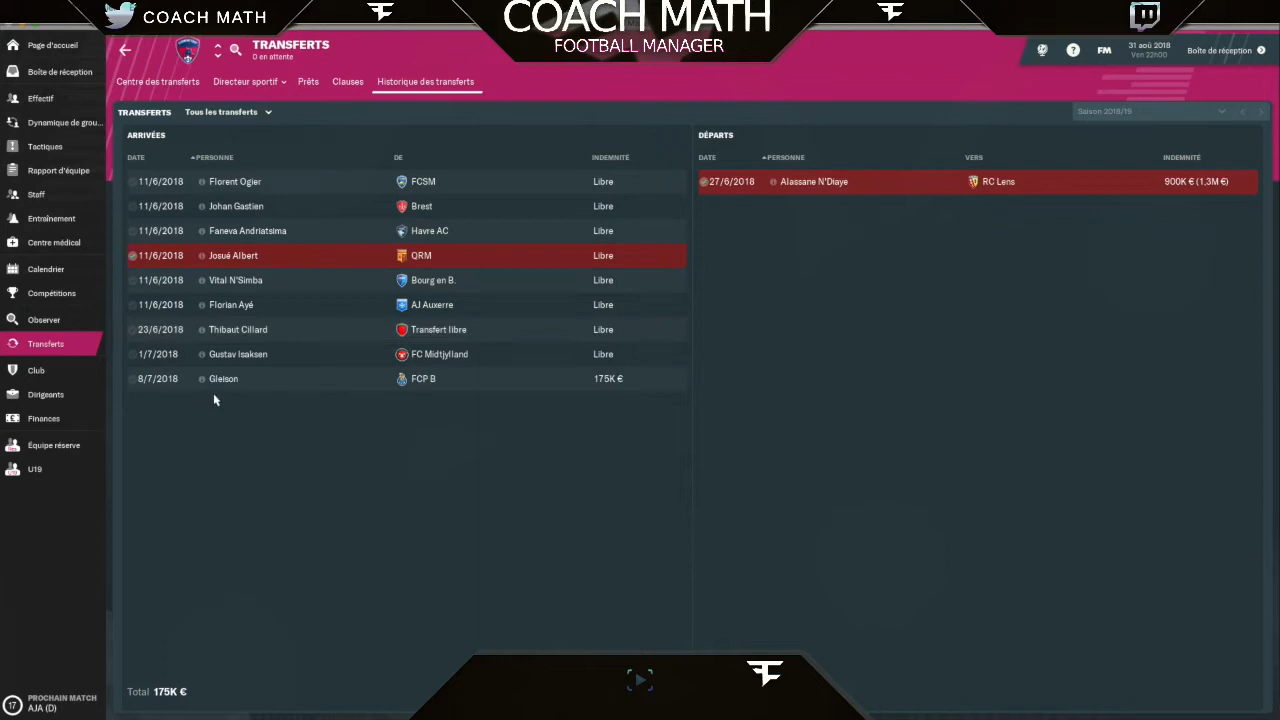 COACH MATH
COACH MATH
FOOTBALL MANAGER
Page d'accueil
Boîte de réception
Effectif
Dynamique de grou...
Tactiques
Rapport d'équipe
Staff
Entraînement
Centre médical
Calendrier
Compétitions
Observer
Transferts
Club
Dirigeants
Finances
Équipe réserve
U19
PROCHAIN MATCH
17 AJA (D)
TRANSFERTS
0 en attente
? FM 31 aoû 2018 Boîte de réception
Ven 22h00
Centre des transferts Directeur sportif Prêts Clauses Historique des transferts
TRANSFERTS Tous les transferts Saison 2018/19
ARRIVÉES
DATE PERSONNE DE INDEMNITÉ
11/6/2018 Florent Ogier FCSM Libre
11/6/2018 Johan Gastien Brest Libre
11/6/2018 Faneva Andriatsima Havre AC Libre
11/6/2018 Josué Albert QRM Libre
11/6/2018 Vital N'Simba Bourg en B. Libre
11/6/2018 Florian Ayé AJ Auxerre Libre
23/6/2018 Thibaut Cillard Transfert libre Libre
1/7/2018 Gustav Isaksen FC Midtjylland Libre
8/7/2018 Gleison FCP B 175K €
Total 175K €
DÉPARTS
DATE PERSONNE VERS INDEMNITÉ
27/6/2018 Alassane N'Diaye RC Lens 900K € (1,3M €)